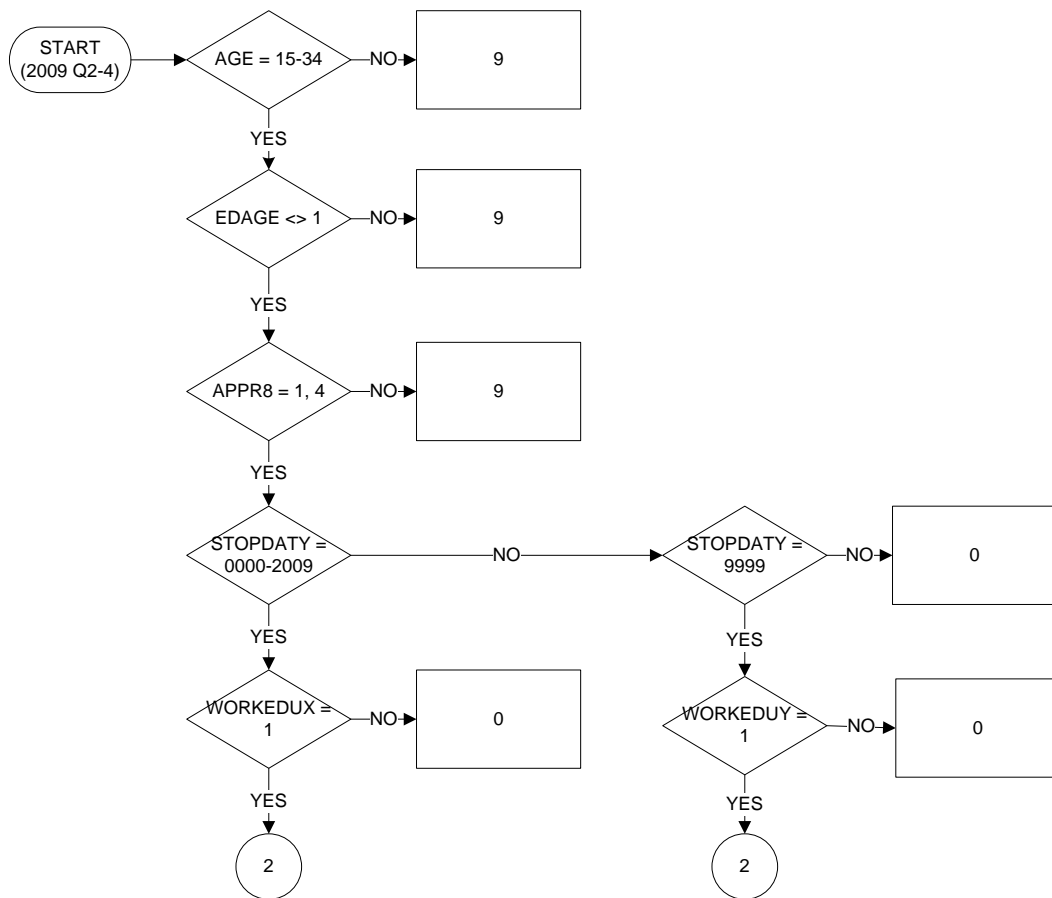 START
(2009 Q2-4)
AGE = 15-34
NO
9
YES
EDAGE <> 1
NO
9
YES
APPR8 = 1, 4
NO
9
YES
STOPDATY =
0000-2009
NO
STOPDATY =
9999
NO
0
YES
YES
WORKEDUX =
1
NO
0
WORKEDUY =
1
NO
0
YES
YES
2
2